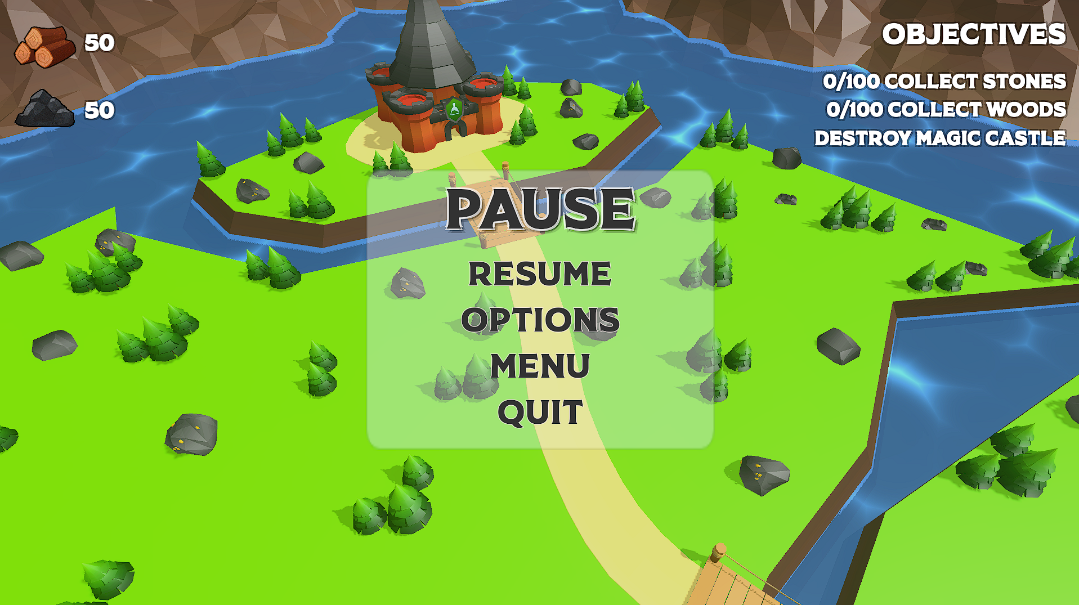 50
50
OBJECTIVES
0/100 COLLECT STONES
0/100 COLLECT WOODS
DESTROY MAGIC CASTLE
PAUSE
RESUME
OPTIONS
MENU
QUIT